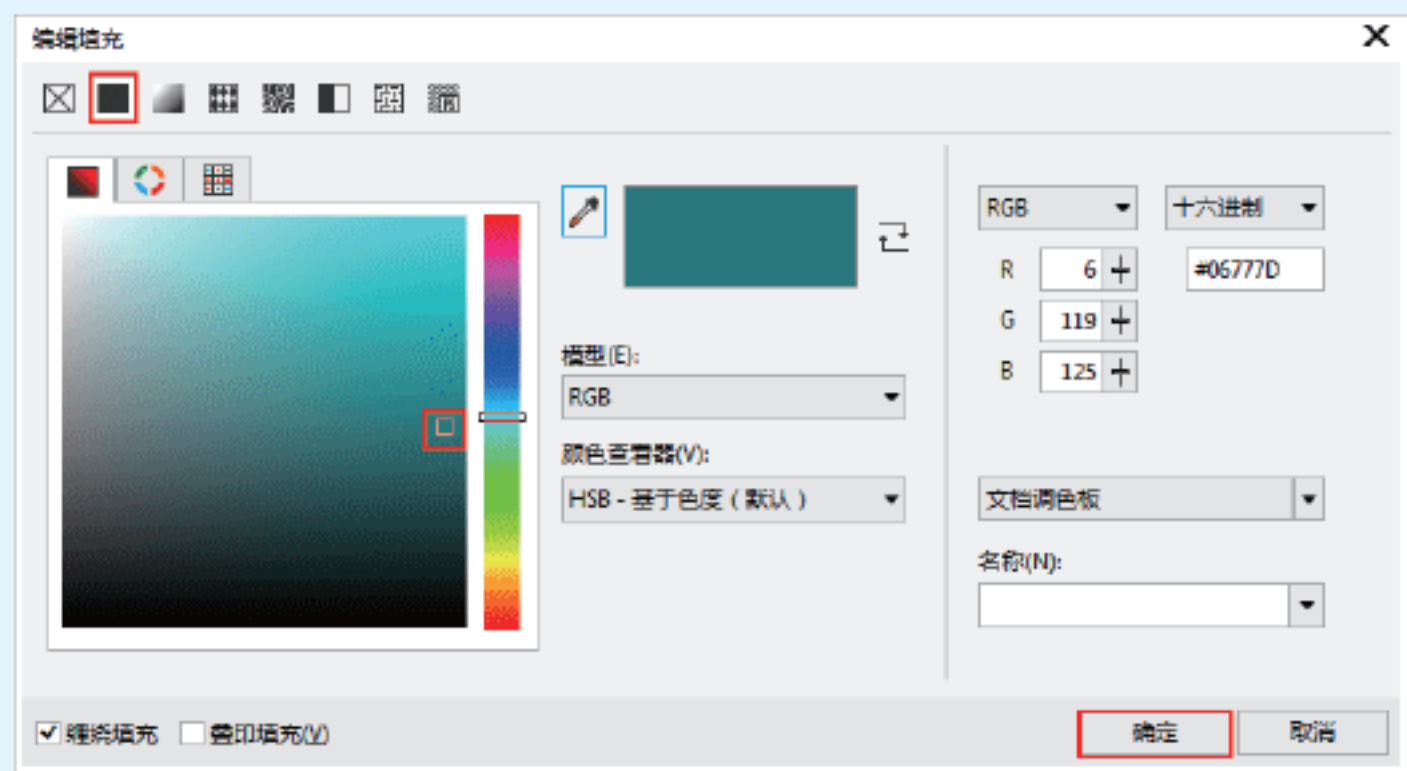 编辑填充
RGB
十六进制
R 6
#06777D
G 119
B 125
模型(E):
RGB
颜色查看器(V):
HSB - 基于色度 ( 默认 )
文档调色板
名称(N):
缠绕填充
叠印填充(V)
确定
取消